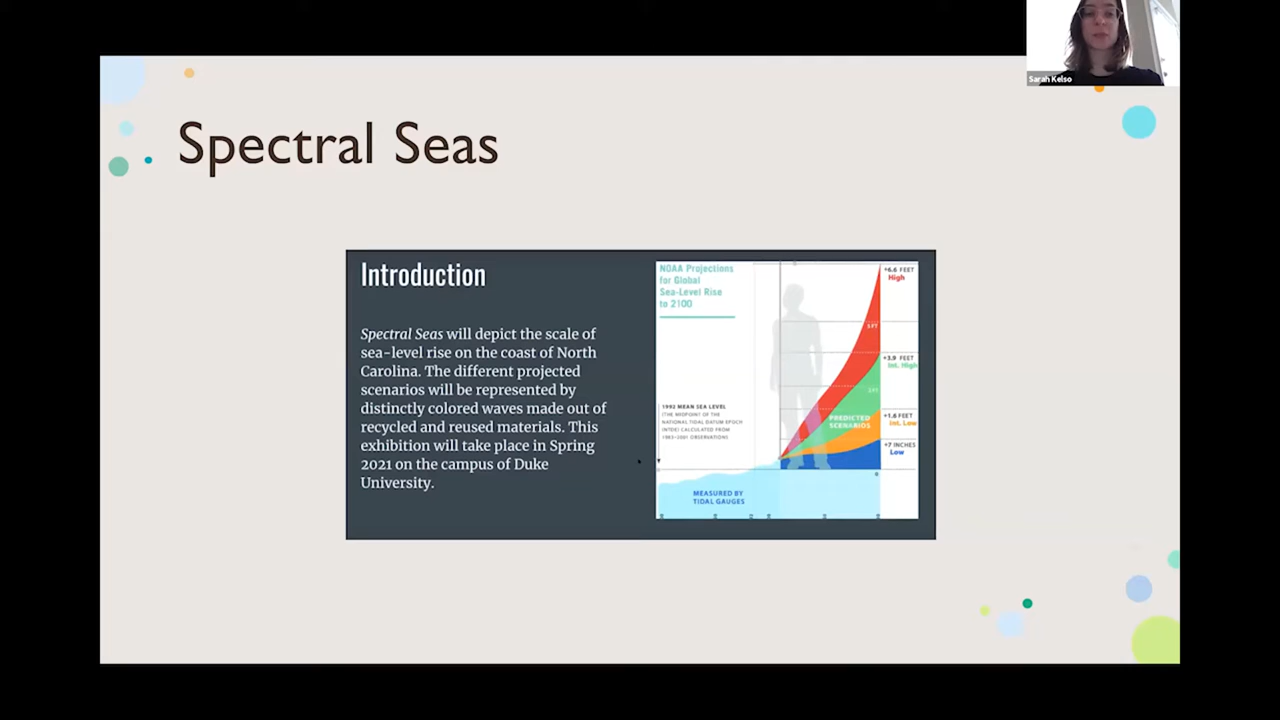 Sarah Kelso
Spectral Seas
Introduction
Spectral Seas will depict the scale of
sea-level rise on the coast of North
Carolina. The different projected
scenarios will be represented by
distinctly colored waves made out of
recycled and reused materials. This
exhibition will take place in Spring
2021 on the campus of Duke
University.
NOAA Projections
for Global
Sea-Level Rise
to 2100
+6.6 FEET
High
5 FT
+3.9 FEET
Int. High
PREDICTED
SCENARIOS
+1.6 FEET
Int. Low
+7 INCHES
Low
1992 MEAN SEA LEVEL
(THE MIDPOINT OF THE
NATIONAL TIDAL DATUM EPOCH
CALCULATED FROM
1983-2001 OBSERVATIONS)
MEASURED BY
TIDAL GAUGES